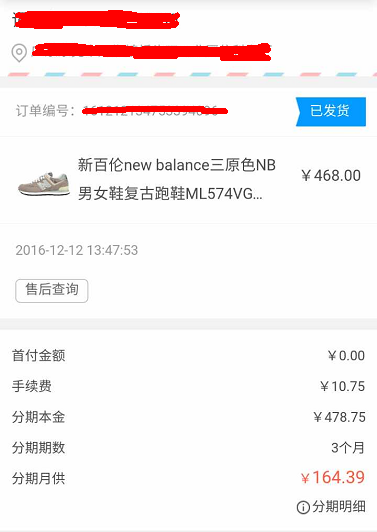 订单编号：
已发货
新百伦new balance三原色NB
男女鞋复古跑鞋ML574VG...
￥468.00
2016-12-12 13:47:53
售后查询
首付金额 ￥0.00
手续费 ￥10.75
分期本金 ￥478.75
分期期数 3个月
分期月供 ￥164.39
分期明细